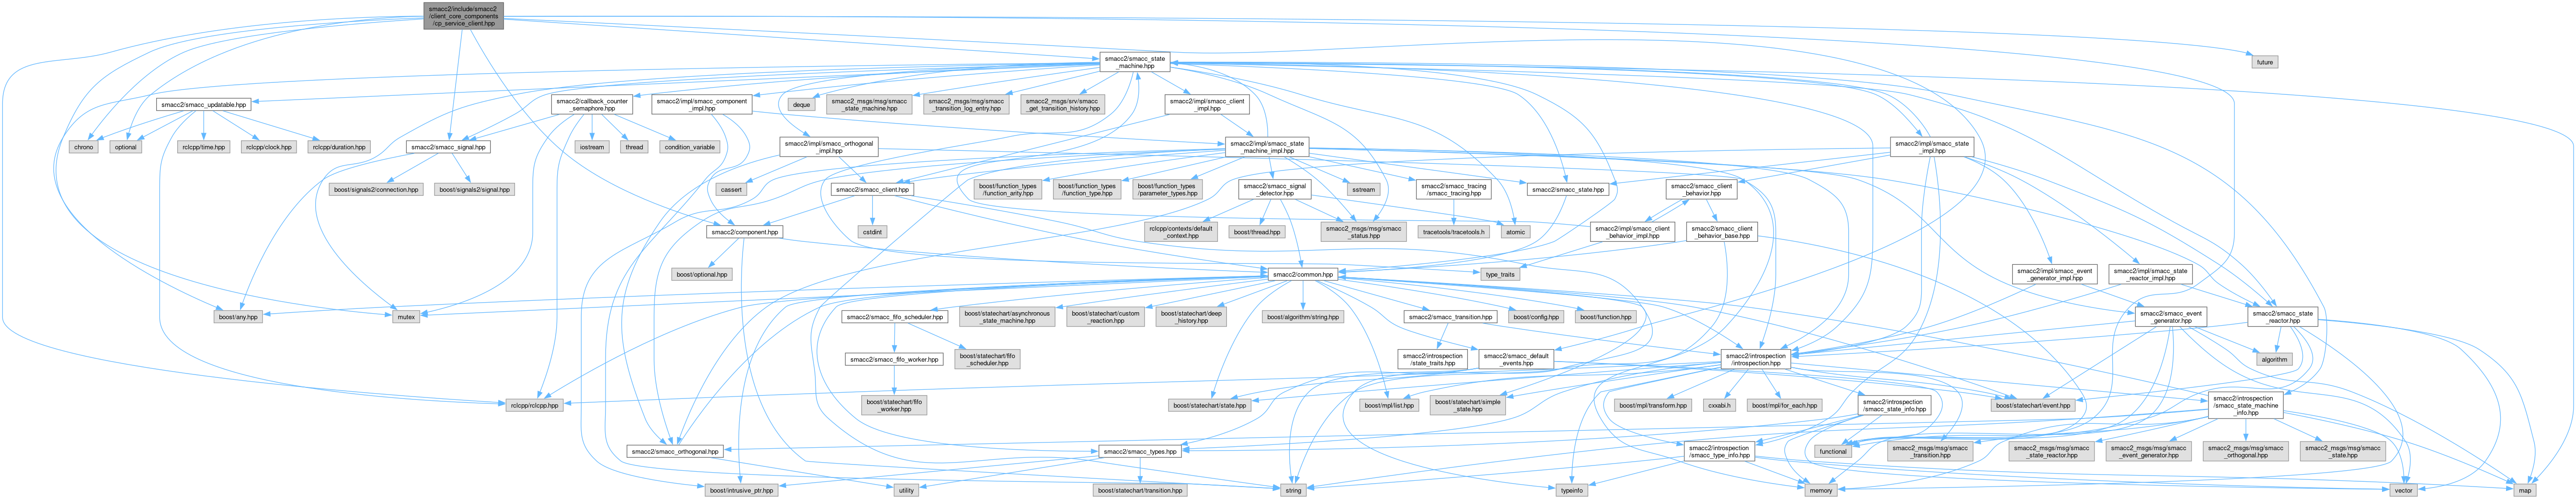 smacc2/include/smacc2
/client_core_components
/cp_service_client.hpp
smacc2/smacc_state
_machine.hpp
future
smacc2/smacc_updatable.hpp
smacc2/callback_counter
_semaphore.hpp
smacc2/impl/smacc_component
_impl.hpp
deque
smacc2_msgs/msg/smacc
_state_machine.hpp
smacc2_msgs/msg/smacc
_transition_log_entry.hpp
smacc2_msgs/srv/smacc
_get_transition_history.hpp
smacc2/impl/smacc_client
_impl.hpp
chrono
optional
rclcpp/time.hpp
rclcpp/clock.hpp
rclcpp/duration.hpp
smacc2/smacc_signal.hpp
iostream
thread
condition_variable
smacc2/impl/smacc_orthogonal
_impl.hpp
smacc2/impl/smacc_state
_machine_impl.hpp
smacc2/impl/smacc_state
_impl.hpp
boost/signals2/connection.hpp
boost/signals2/signal.hpp
cassert
smacc2/smacc_client.hpp
boost/function_types
/function_arity.hpp
boost/function_types
/function_type.hpp
boost/function_types
/parameter_types.hpp
smacc2/smacc_signal
_detector.hpp
sstream
smacc2/smacc_tracing
/smacc_tracing.hpp
smacc2/smacc_state.hpp
smacc2/smacc_client
_behavior.hpp
smacc2/component.hpp
cstdint
rclcpp/contexts/default
_context.hpp
boost/thread.hpp
smacc2_msgs/msg/smacc
_status.hpp
tracetools/tracetools.h
atomic
smacc2/impl/smacc_client
_behavior_impl.hpp
smacc2/smacc_client
_behavior_base.hpp
boost/optional.hpp
smacc2/common.hpp
type_traits
smacc2/impl/smacc_event
_generator_impl.hpp
smacc2/impl/smacc_state
_reactor_impl.hpp
boost/any.hpp
mutex
smacc2/smacc_fifo_scheduler.hpp
boost/statechart/asynchronous
_state_machine.hpp
boost/statechart/custom
_reaction.hpp
boost/statechart/deep
_history.hpp
boost/algorithm/string.hpp
smacc2/smacc_transition.hpp
boost/config.hpp
boost/function.hpp
smacc2/smacc_event
_generator.hpp
smacc2/smacc_state
_reactor.hpp
smacc2/smacc_fifo_worker.hpp
boost/statechart/fifo
_scheduler.hpp
smacc2/introspection
/state_traits.hpp
smacc2/smacc_default
_events.hpp
smacc2/introspection
/introspection.hpp
algorithm
rclcpp/rclcpp.hpp
boost/statechart/fifo
_worker.hpp
boost/statechart/state.hpp
boost/mpl/list.hpp
boost/statechart/simple
_state.hpp
boost/mpl/transform.hpp
cxxabi.h
boost/mpl/for_each.hpp
smacc2/introspection
/smacc_state_info.hpp
boost/statechart/event.hpp
smacc2/introspection
/smacc_state_machine
_info.hpp
smacc2/smacc_orthogonal.hpp
smacc2/smacc_types.hpp
smacc2/introspection
/smacc_type_info.hpp
functional
smacc2_msgs/msg/smacc
_transition.hpp
smacc2_msgs/msg/smacc
_state_reactor.hpp
smacc2_msgs/msg/smacc
_event_generator.hpp
smacc2_msgs/msg/smacc
_orthogonal.hpp
smacc2_msgs/msg/smacc
_state.hpp
boost/intrusive_ptr.hpp
utility
boost/statechart/transition.hpp
string
typeinfo
memory
vector
map